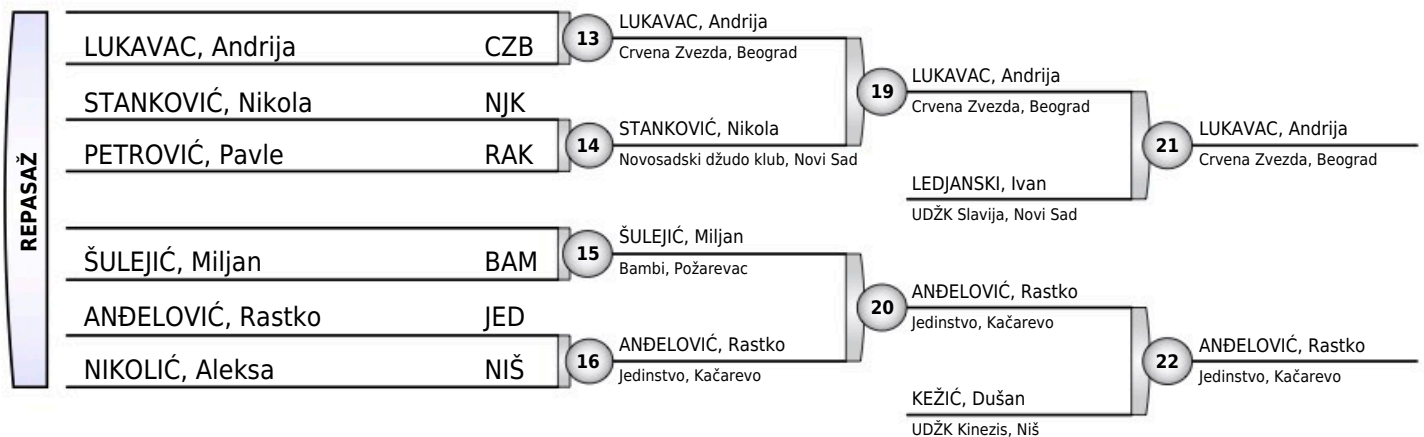 REPASAŽ
LUKAVAC, Andrija CZB
STANKOVIĆ, Nikola NJK
PETROVIĆ, Pavle RAK
ŠULEJIĆ, Miljan BAM
ANĐELOVIĆ, Rastko JED
NIKOLIĆ, Aleksa NIŠ
13
LUKAVAC, Andrija
Crvena Zvezda, Beograd
14
STANKOVIĆ, Nikola
Novosadski džudo klub, Novi Sad
15
ŠULEJIĆ, Miljan
Bambi, Požarevac
16
ANĐELOVIĆ, Rastko
Jedinstvo, Kačarevo
19
LUKAVAC, Andrija
Crvena Zvezda, Beograd
LEDJANSKI, Ivan
UDŽK Slavija, Novi Sad
20
ANĐELOVIĆ, Rastko
Jedinstvo, Kačarevo
KEŽIĆ, Dušan
UDŽK Kinezis, Niš
21
LUKAVAC, Andrija
Crvena Zvezda, Beograd
22
ANĐELOVIĆ, Rastko
Jedinstvo, Kačarevo